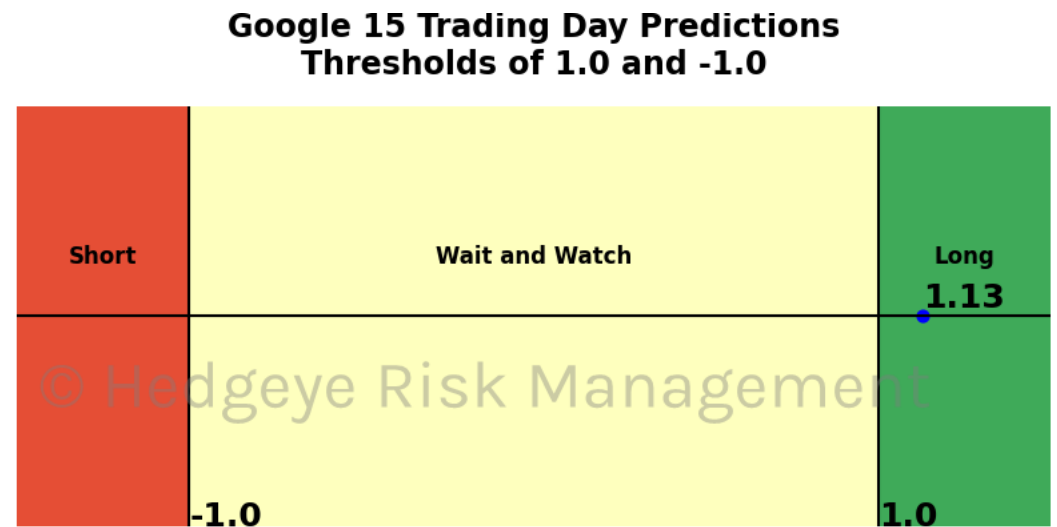 Google 15 Trading Day Predictions
Thresholds of 1.0 and -1.0
Short
Wait and Watch
Long
1.13
© Hedgeye Risk Management
-1.0
1.0